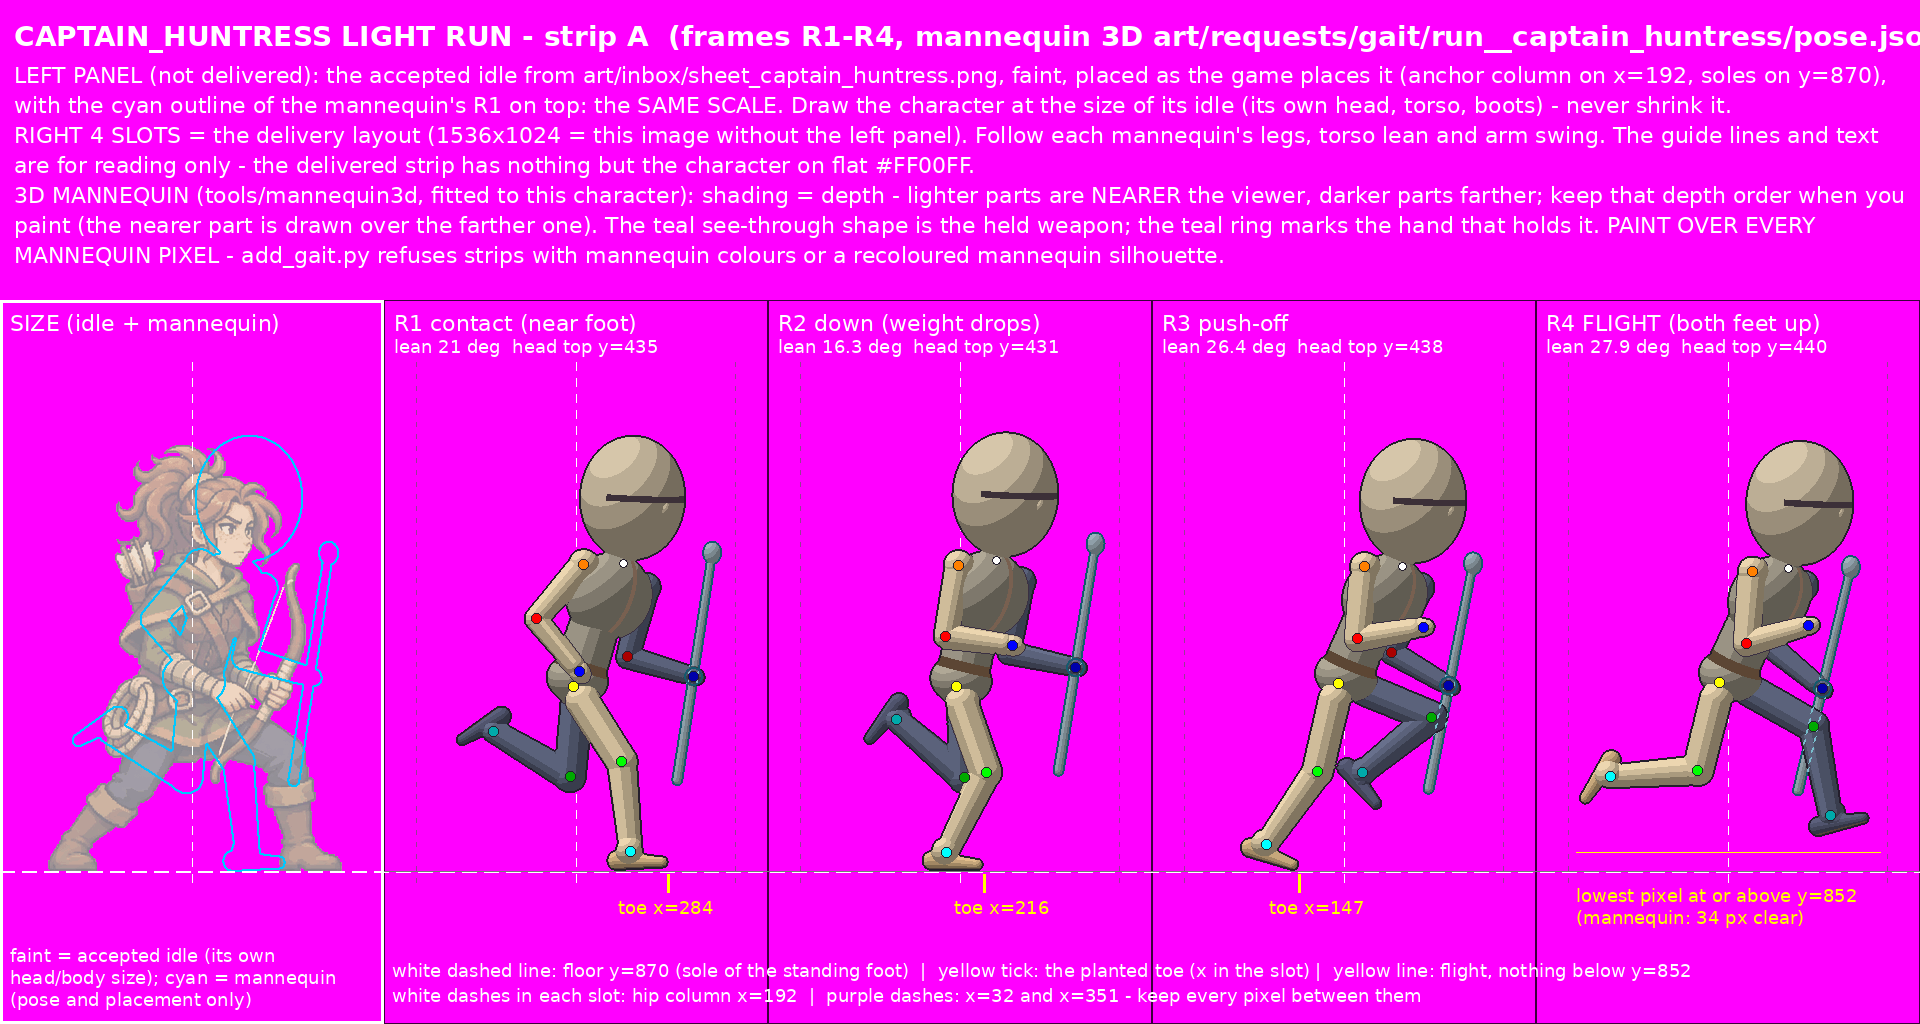 CAPTAIN_HUNTRESS LIGHT RUN - strip A  (frames R1-R4, mannequin 3D art/requests/gait/run__captain_huntress/pose.jso
LEFT PANEL (not delivered): the accepted idle from art/inbox/sheet_captain_huntress.png, faint, placed as the game places it (anchor column on x=192, soles on y=870),
with the cyan outline of the mannequin's R1 on top: the SAME SCALE. Draw the character at the size of its idle (its own head, torso, boots) - never shrink it.
RIGHT 4 SLOTS = the delivery layout (1536x1024 = this image without the left panel). Follow each mannequin's legs, torso lean and arm swing. The guide lines and text
are for reading only - the delivered strip has nothing but the character on flat #FF00FF.
3D MANNEQUIN (tools/mannequin3d, fitted to this character): shading = depth - lighter parts are NEARER the viewer, darker parts farther; keep that depth order when you
paint (the nearer part is drawn over the farther one). The teal see-through shape is the held weapon; the teal ring marks the hand that holds it. PAINT OVER EVERY
MANNEQUIN PIXEL - add_gait.py refuses strips with mannequin colours or a recoloured mannequin silhouette.
SIZE (idle + mannequin)
faint = accepted idle (its own
head/body size); cyan = mannequin
(pose and placement only)
R1 contact (near foot)
lean 21 deg  head top y=435
toe x=284
R2 down (weight drops)
lean 16.3 deg  head top y=431
toe x=216
R3 push-off
lean 26.4 deg  head top y=438
toe x=147
R4 FLIGHT (both feet up)
lean 27.9 deg  head top y=440
lowest pixel at or above y=852
(mannequin: 34 px clear)
white dashed line: floor y=870 (sole of the standing foot)  |  yellow tick: the planted toe (x in the slot) |  yellow line: flight, nothing below y=852
white dashes in each slot: hip column x=192  |  purple dashes: x=32 and x=351 - keep every pixel between them